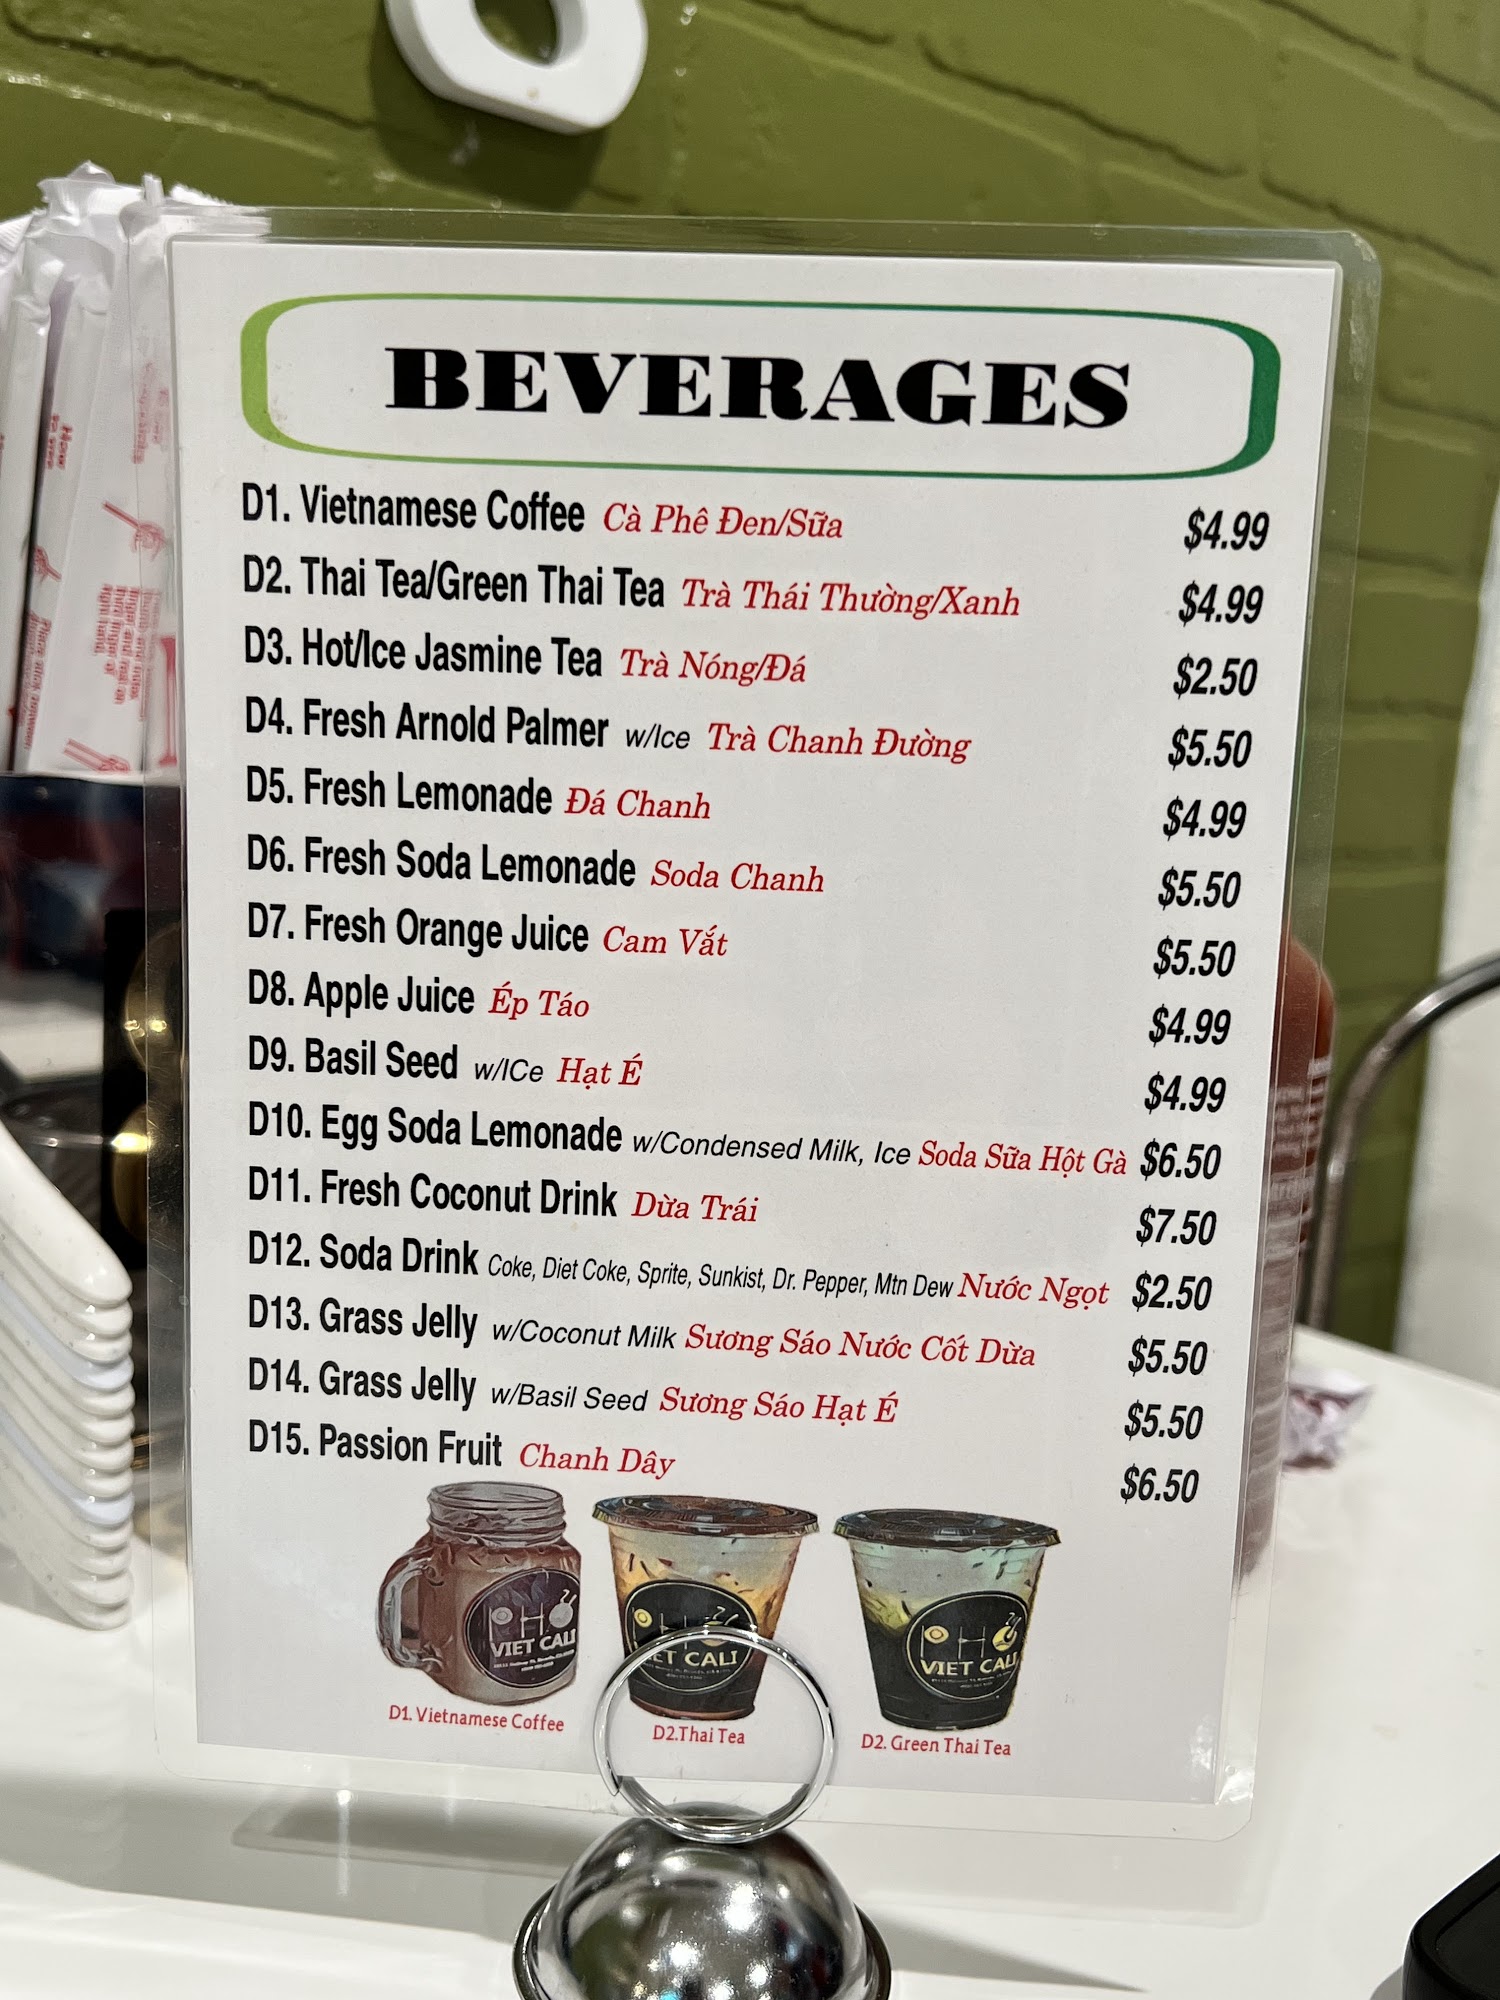 BEVERAGES
D1. Vietnamese Coffee Cà Phê Đen/Sữa $4.99
D2. Thai Tea/Green Thai Tea Trà Thái Thường/Xanh $4.99
D3. Hot/Ice Jasmine Tea Trà Nóng/Đá $2.50
D4. Fresh Arnold Palmer w/Ice Trà Chanh Đường $5.50
D5. Fresh Lemonade Đá Chanh $4.99
D6. Fresh Soda Lemonade Soda Chanh $5.50
D7. Fresh Orange Juice Cam Vắt $5.50
D8. Apple Juice Ép Táo $4.99
D9. Basil Seed w/ICe Hạt É $4.99
D10. Egg Soda Lemonade w/Condensed Milk, Ice Soda Sữa Hột Gà $6.50
D11. Fresh Coconut Drink Dừa Trái $7.50
D12. Soda Drink Coke, Diet Coke, Sprite, Sunkist, Dr. Pepper, Mtn Dew Nước Ngọt $2.50
D13. Grass Jelly w/Coconut Milk Sương Sáo Nước Cốt Dừa $5.50
D14. Grass Jelly w/Basil Seed Sương Sáo Hạt É $5.50
D15. Passion Fruit Chanh Dây $6.50
PHỞ 24
VIET CALI
PHỞ 24
VIET CALI
PHỞ 24
VIET CALI
D1. Vietnamese Coffee
D2.Thai Tea
D2. Green Thai Tea